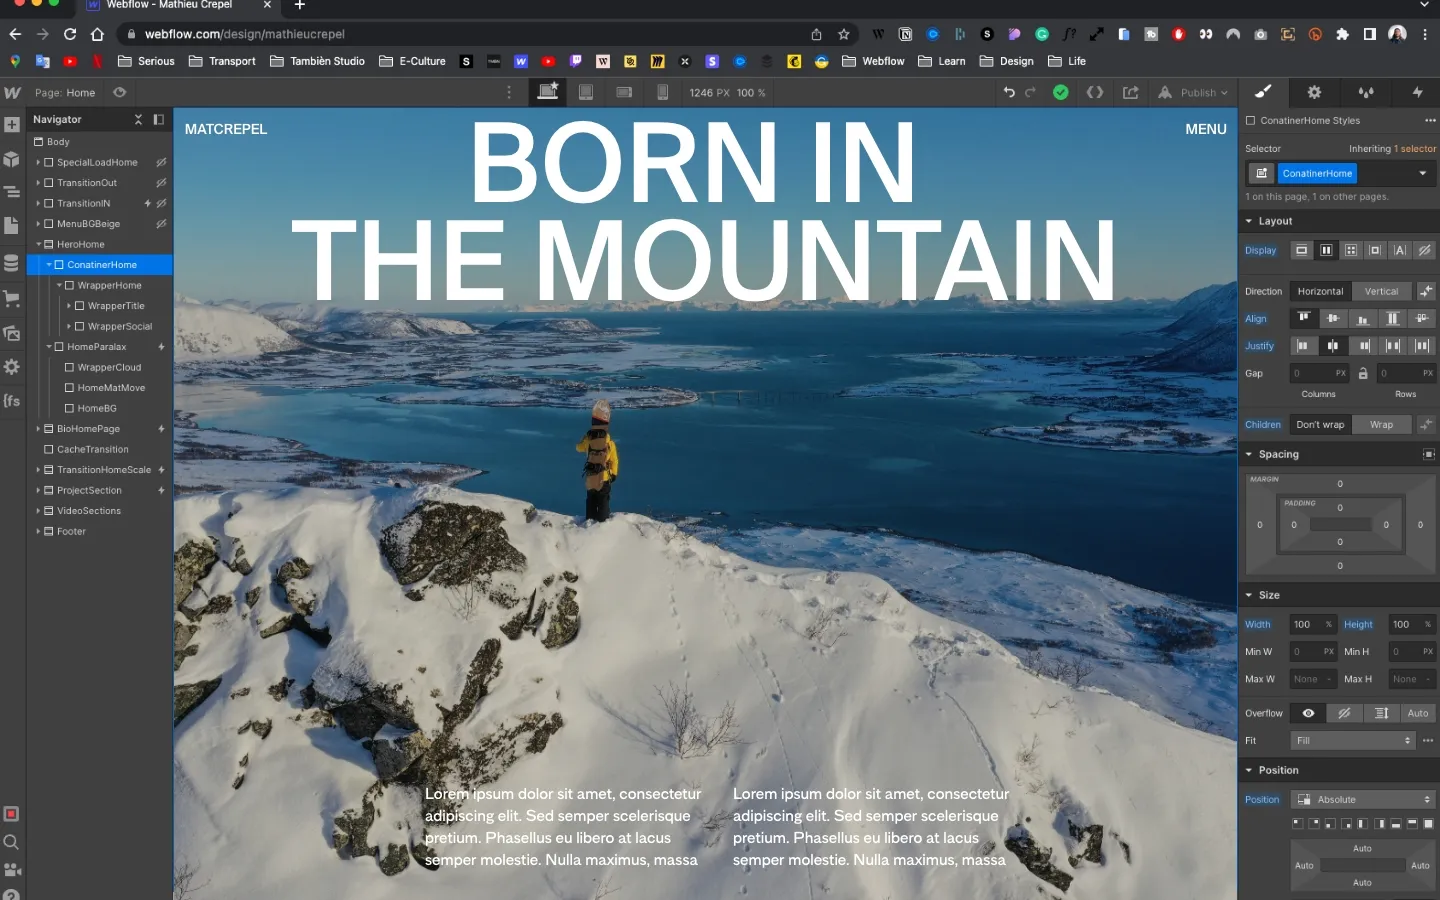 Webflow - Mathieu Crepel
webflow.com/design/mathieucrepel
Serious
Transport
Tambièn Studio
E-Culture
Webflow
Learn
Design
Life
Page: Home
1246 PX 100 %
Publish
Navigator
Body
SpecialLoadHome
TransitionOut
TransitionIN
MenuBGBeige
HeroHome
ConatinerHome
WrapperHome
WrapperTitle
WrapperSocial
HomeParalax
WrapperCloud
HomeMatMove
HomeBG
BioHomePage
CacheTransition
TransitionHomeScale
ProjectSection
VideoSections
Footer
MATCREPEL
MENU
BORN IN
THE MOUNTAIN
Lorem ipsum dolor sit amet, consectetur
adipiscing elit. Sed semper scelerisque
pretium. Phasellus eu libero at lacus
semper molestie. Nulla maximus, massa
Lorem ipsum dolor sit amet, consectetur
adipiscing elit. Sed semper scelerisque
pretium. Phasellus eu libero at lacus
semper molestie. Nulla maximus, massa
ConatinerHome Styles
Selector Inheriting 1 selector
ConatinerHome
1 on this page, 1 on other pages.
Layout
Display
Direction Horizontal Vertical
Align
Justify
Gap 0 PX 0 PX
Columns Rows
Children Don't wrap Wrap
Spacing
MARGIN
0
PADDING
0
0 0 0 0
0
0
Size
Width 100 % Height 100 %
Min W 0 PX Min H 0 PX
Max W None - Max H None -
Overflow Auto
Fit Fill
Position
Position Absolute
Auto
Auto Auto
Auto